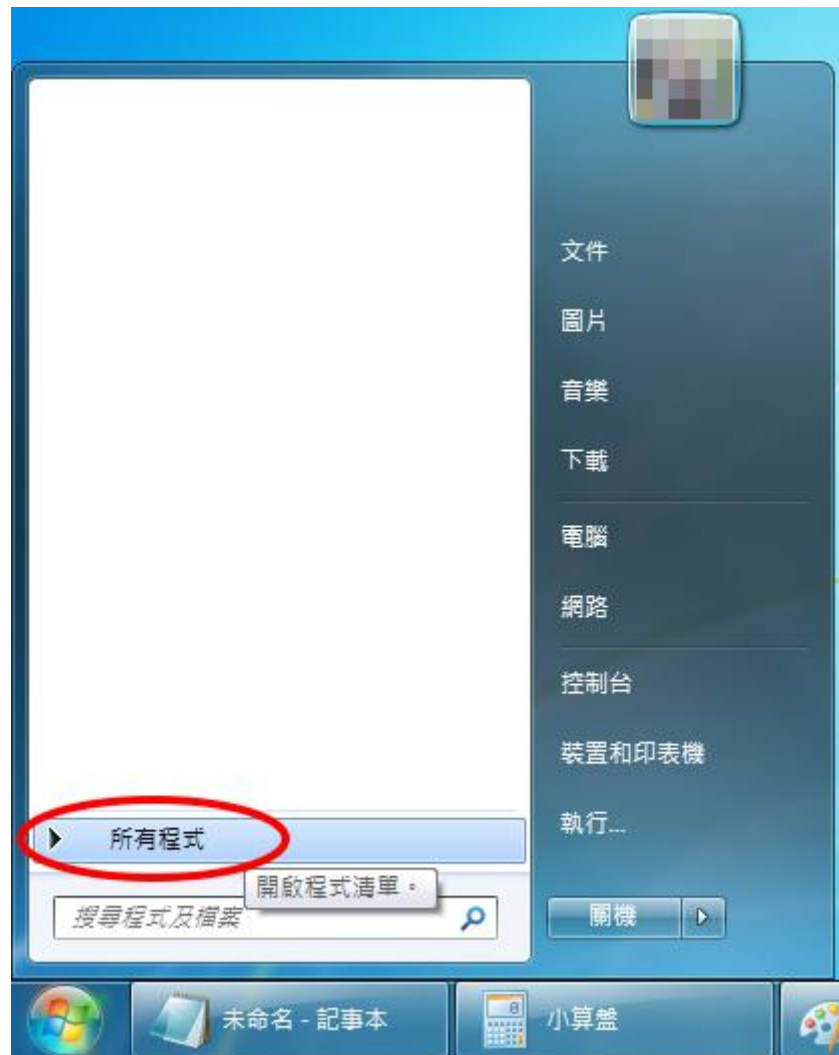 文件
圖片
音樂
下載
電腦
網路
控制台
裝置和印表機
執行...
所有程式
開啟程式清單。
搜尋程式及檔案
關機
未命名 - 記事本
小算盤